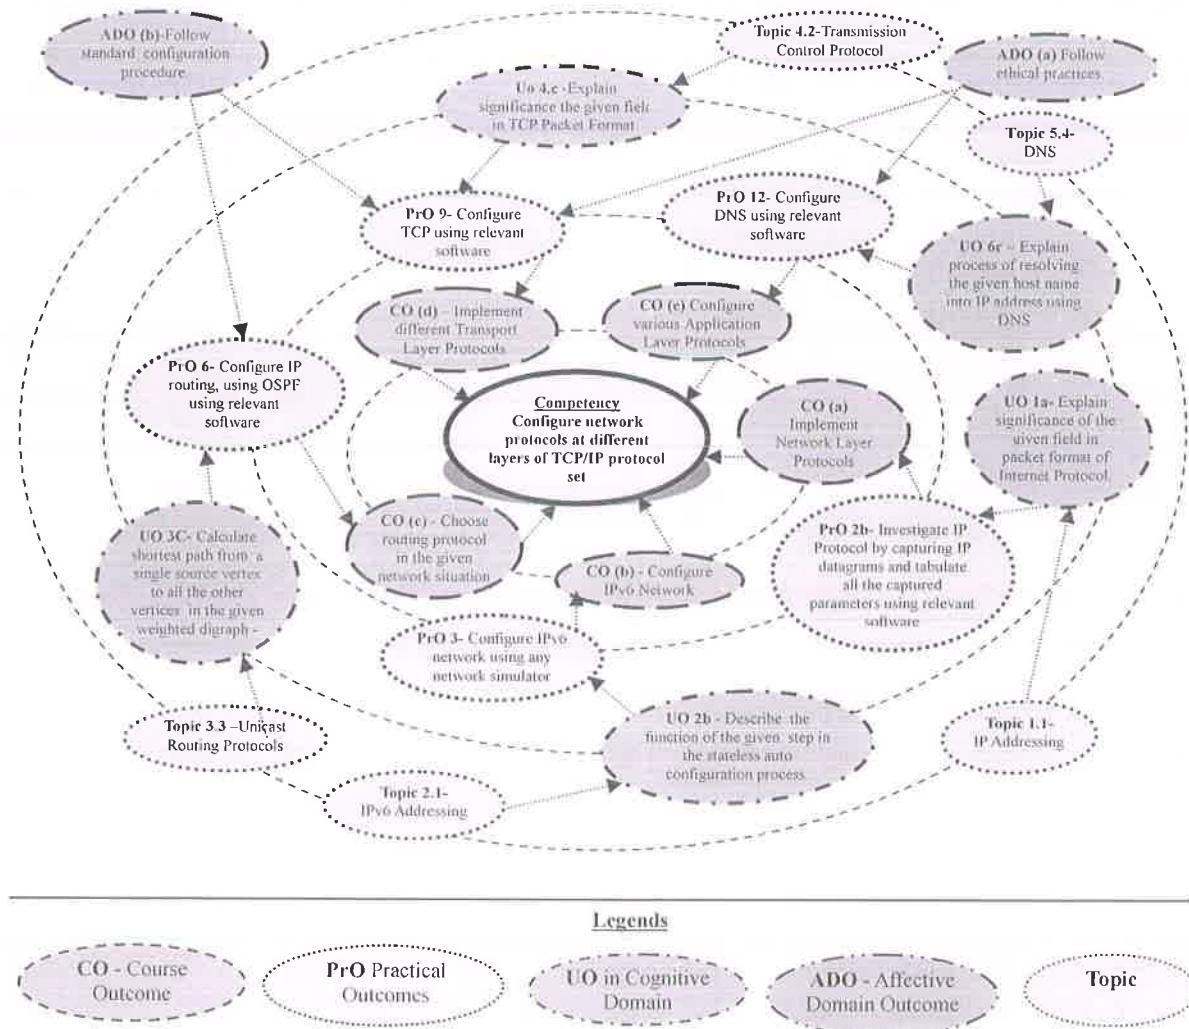 ADO (b)-Follow
standard configuration
procedure
Topic 4.2-Transmission
Control Protocol
ADO (a) Follow
ethical practices
Uo 4.c -Explain
significance the given field
in TCP Packet Format
Topic 5.4-
DNS
PrO 9- Configure
TCP using relevant
software
PrO 12- Configure
DNS using relevant
software
UO 6c – Explain
process of resolving
the given host name
into IP address using
DNS
CO (d) – Implement
different Transport
Layer Protocols
CO (e) Configure
various Application
Layer Protocols
PrO 6- Configure IP
routing, using OSPF
using relevant
software
Competency
Configure network
protocols at different
layers of TCP/IP protocol
set
CO (a)
Implement
Network Layer
Protocols
UO 1a- Explain
significance of the
given field in
packet format of
Internet Protocol
UO 3C- Calculate
shortest path from a
single source vertex
to all the other
vertices in the given
weighted digraph -
CO (c) - Choose
routing protocol
in the given
network situation
CO (b) - Configure
IPv6 Network
PrO 2b- Investigate IP
Protocol by capturing IP
datagrams and tabulate
all the captured
parameters using relevant
software
PrO 3- Configure IPv6
network using any
network simulator
Topic 3.3 –Unicast
Routing Protocols
UO 2b - Describe the
function of the given step in
the stateless auto
configuration process
Topic 1.1-
IP Addressing
Topic 2.1-
IPv6 Addressing
Legends
CO - Course
Outcome
PrO Practical
Outcomes
UO in Cognitive
Domain
ADO - Affective
Domain Outcome
Topic